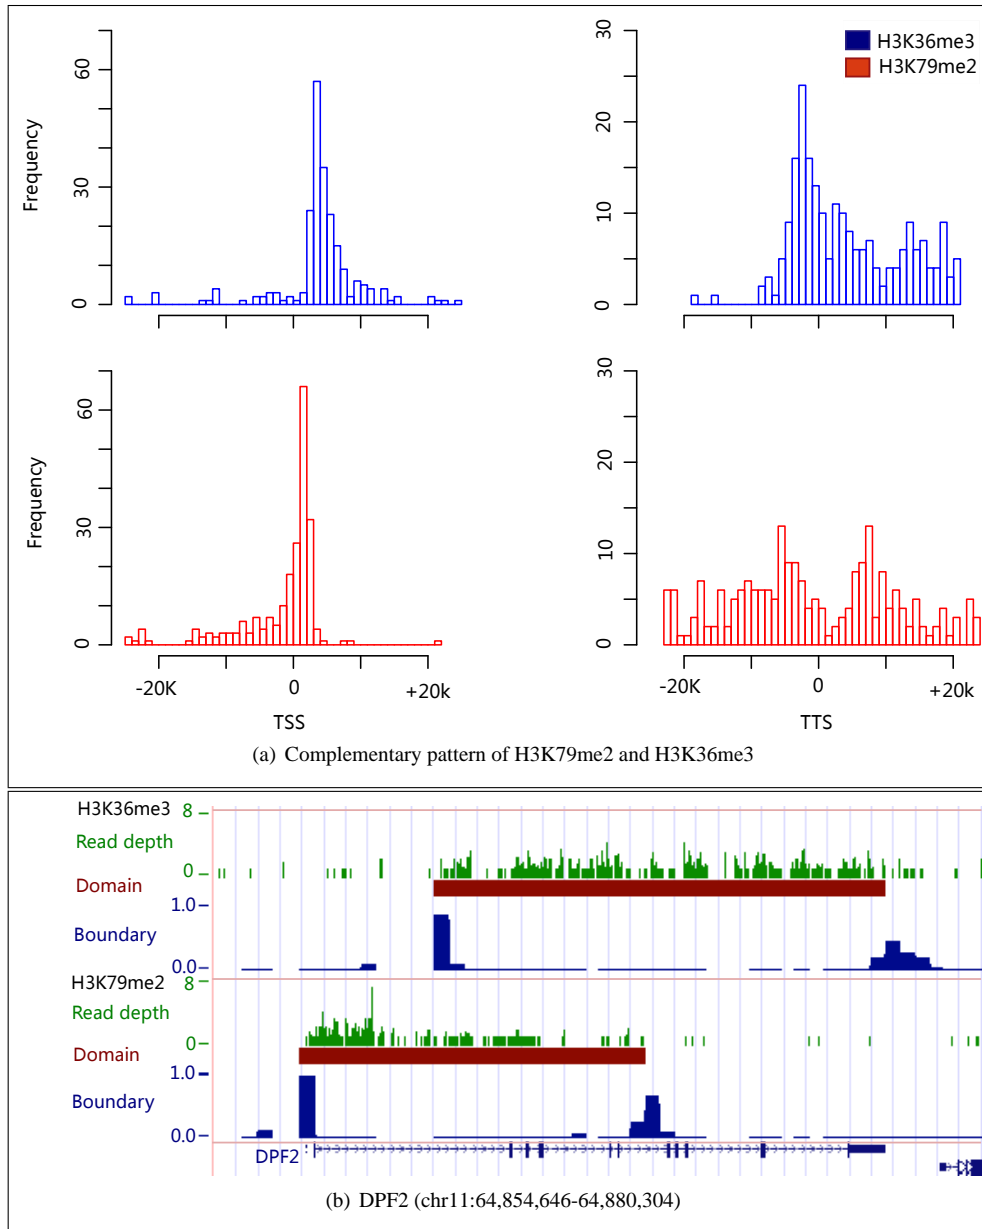 H3K36me3
H3K79me2
Frequency
0
30
60
0
10
20
30
Frequency
0
30
60
0
10
20
30
-20K
0
+20k
-20K
0
+20k
TSS
TTS
(a) Complementary pattern of H3K79me2 and H3K36me3
H3K36me3
8
Read depth
0
Domain
1.0
Boundary
0.0
H3K79me2
8
Read depth
0
Domain
1.0
Boundary
0.0
DPF2
(b) DPF2 (chr11:64,854,646-64,880,304)